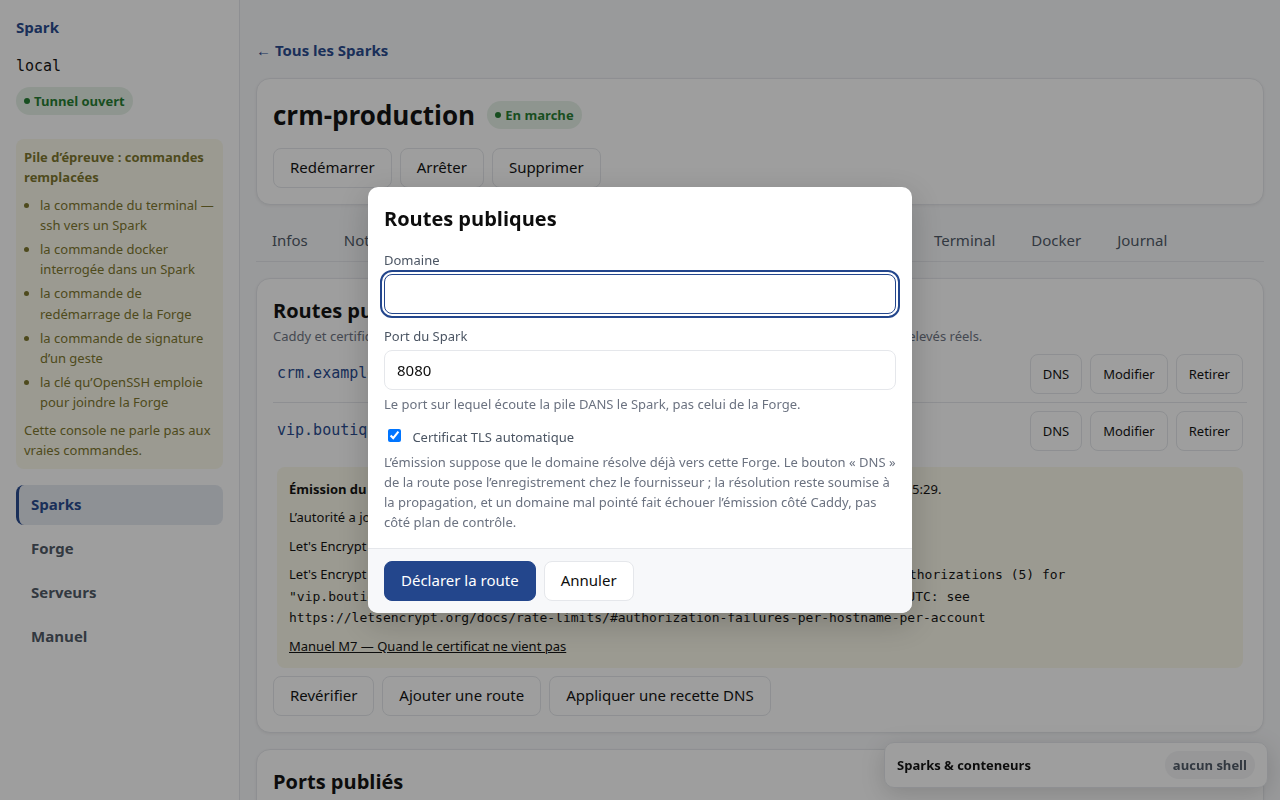 Spark
local
Tunnel ouvert
Pile d’épreuve : commandes
remplacées
la commande du terminal —
ssh vers un Spark
la commande docker
interrogée dans un Spark
la commande de
redémarrage de la Forge
la commande de signature
d’un geste
la clé qu’OpenSSH emploie
pour joindre la Forge
Cette console ne parle pas aux
vraies commandes.
Sparks
Forge
Serveurs
Manuel
← Tous les Sparks
crm-production
En marche
Redémarrer Arrêter Supprimer
Infos Terminal Docker Journal
Routes
Caddy et relevés réels.
DNS Modifier Retirer
DNS Modifier Retirer
Émission du 5:29.
L’autorité a
Let's Encrypt
Let's Encrypt (5) for
UTC: see
https://letsencrypt.org/docs/rate-limits/#authorization-failures-per-hostname-per-account
Manuel M7 — Quand le certificat ne vient pas
Revérifier Ajouter une route Appliquer une recette DNS
Ports publiés
Sparks & conteneurs aucun shell
Routes publiques
Domaine
Port du Spark
8080
Le port sur lequel écoute la pile DANS le Spark, pas celui de la Forge.
Certificat TLS automatique
L’émission suppose que le domaine résolve déjà vers cette Forge. Le bouton « DNS »
de la route pose l’enregistrement chez le fournisseur ; la résolution reste soumise à
la propagation, et un domaine mal pointé fait échouer l’émission côté Caddy, pas
côté plan de contrôle.
Déclarer la route Annuler